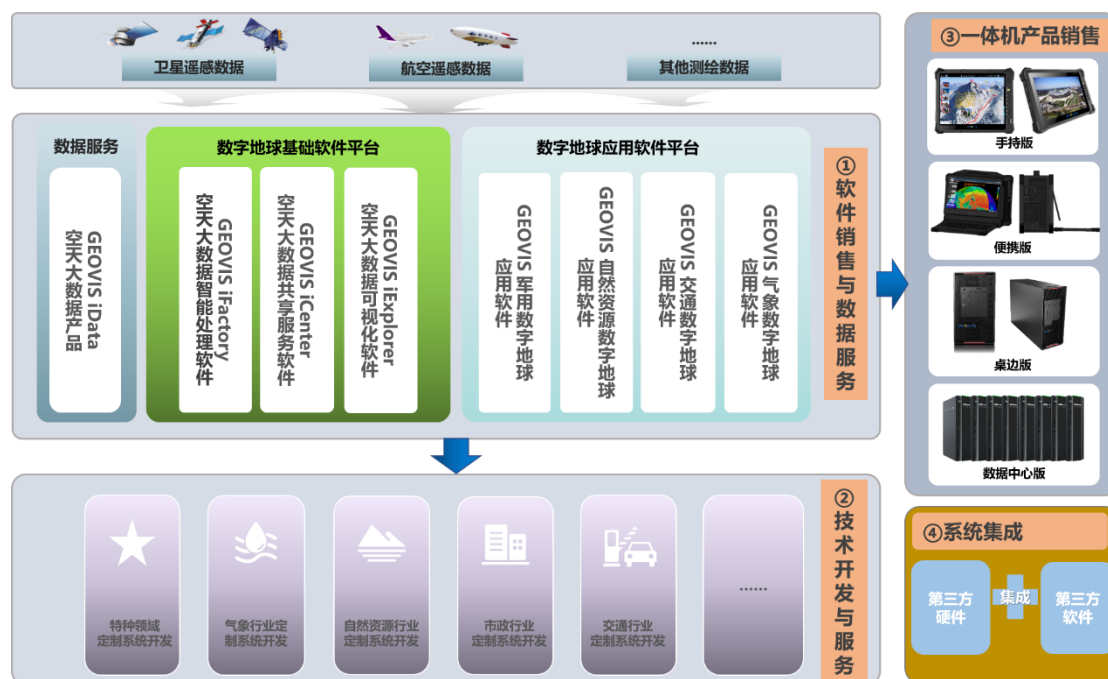 ......
卫星遥感数据
航空遥感数据
其他测绘数据
数据服务
GEOVIS iData
空天大数据产品
数字地球基础软件平台
GEOVIS iFactory
空天大数据智能处理软件
GEOVIS iCenter
空天大数据共享服务软件
GEOVIS iExplorer
空天大数据可视化软件
数字地球应用软件平台
GEOVIS 军用数字地球
应用软件
GEOVIS 自然资源数字地球
应用软件
GEOVIS 交通数字地球
应用软件
GEOVIS 气象数字地球
应用软件
①软件销售与数据服务
特种领域
定制系统开发
气象行业定
制系统开发
自然资源行业
定制系统开发
市政行业
定制系统开发
交通行业
定制系统开发
......
②技术开发与服务
③一体机产品销售
手持版
便携版
桌边版
数据中心版
④系统集成
第三方
硬件
集成
第三方
软件